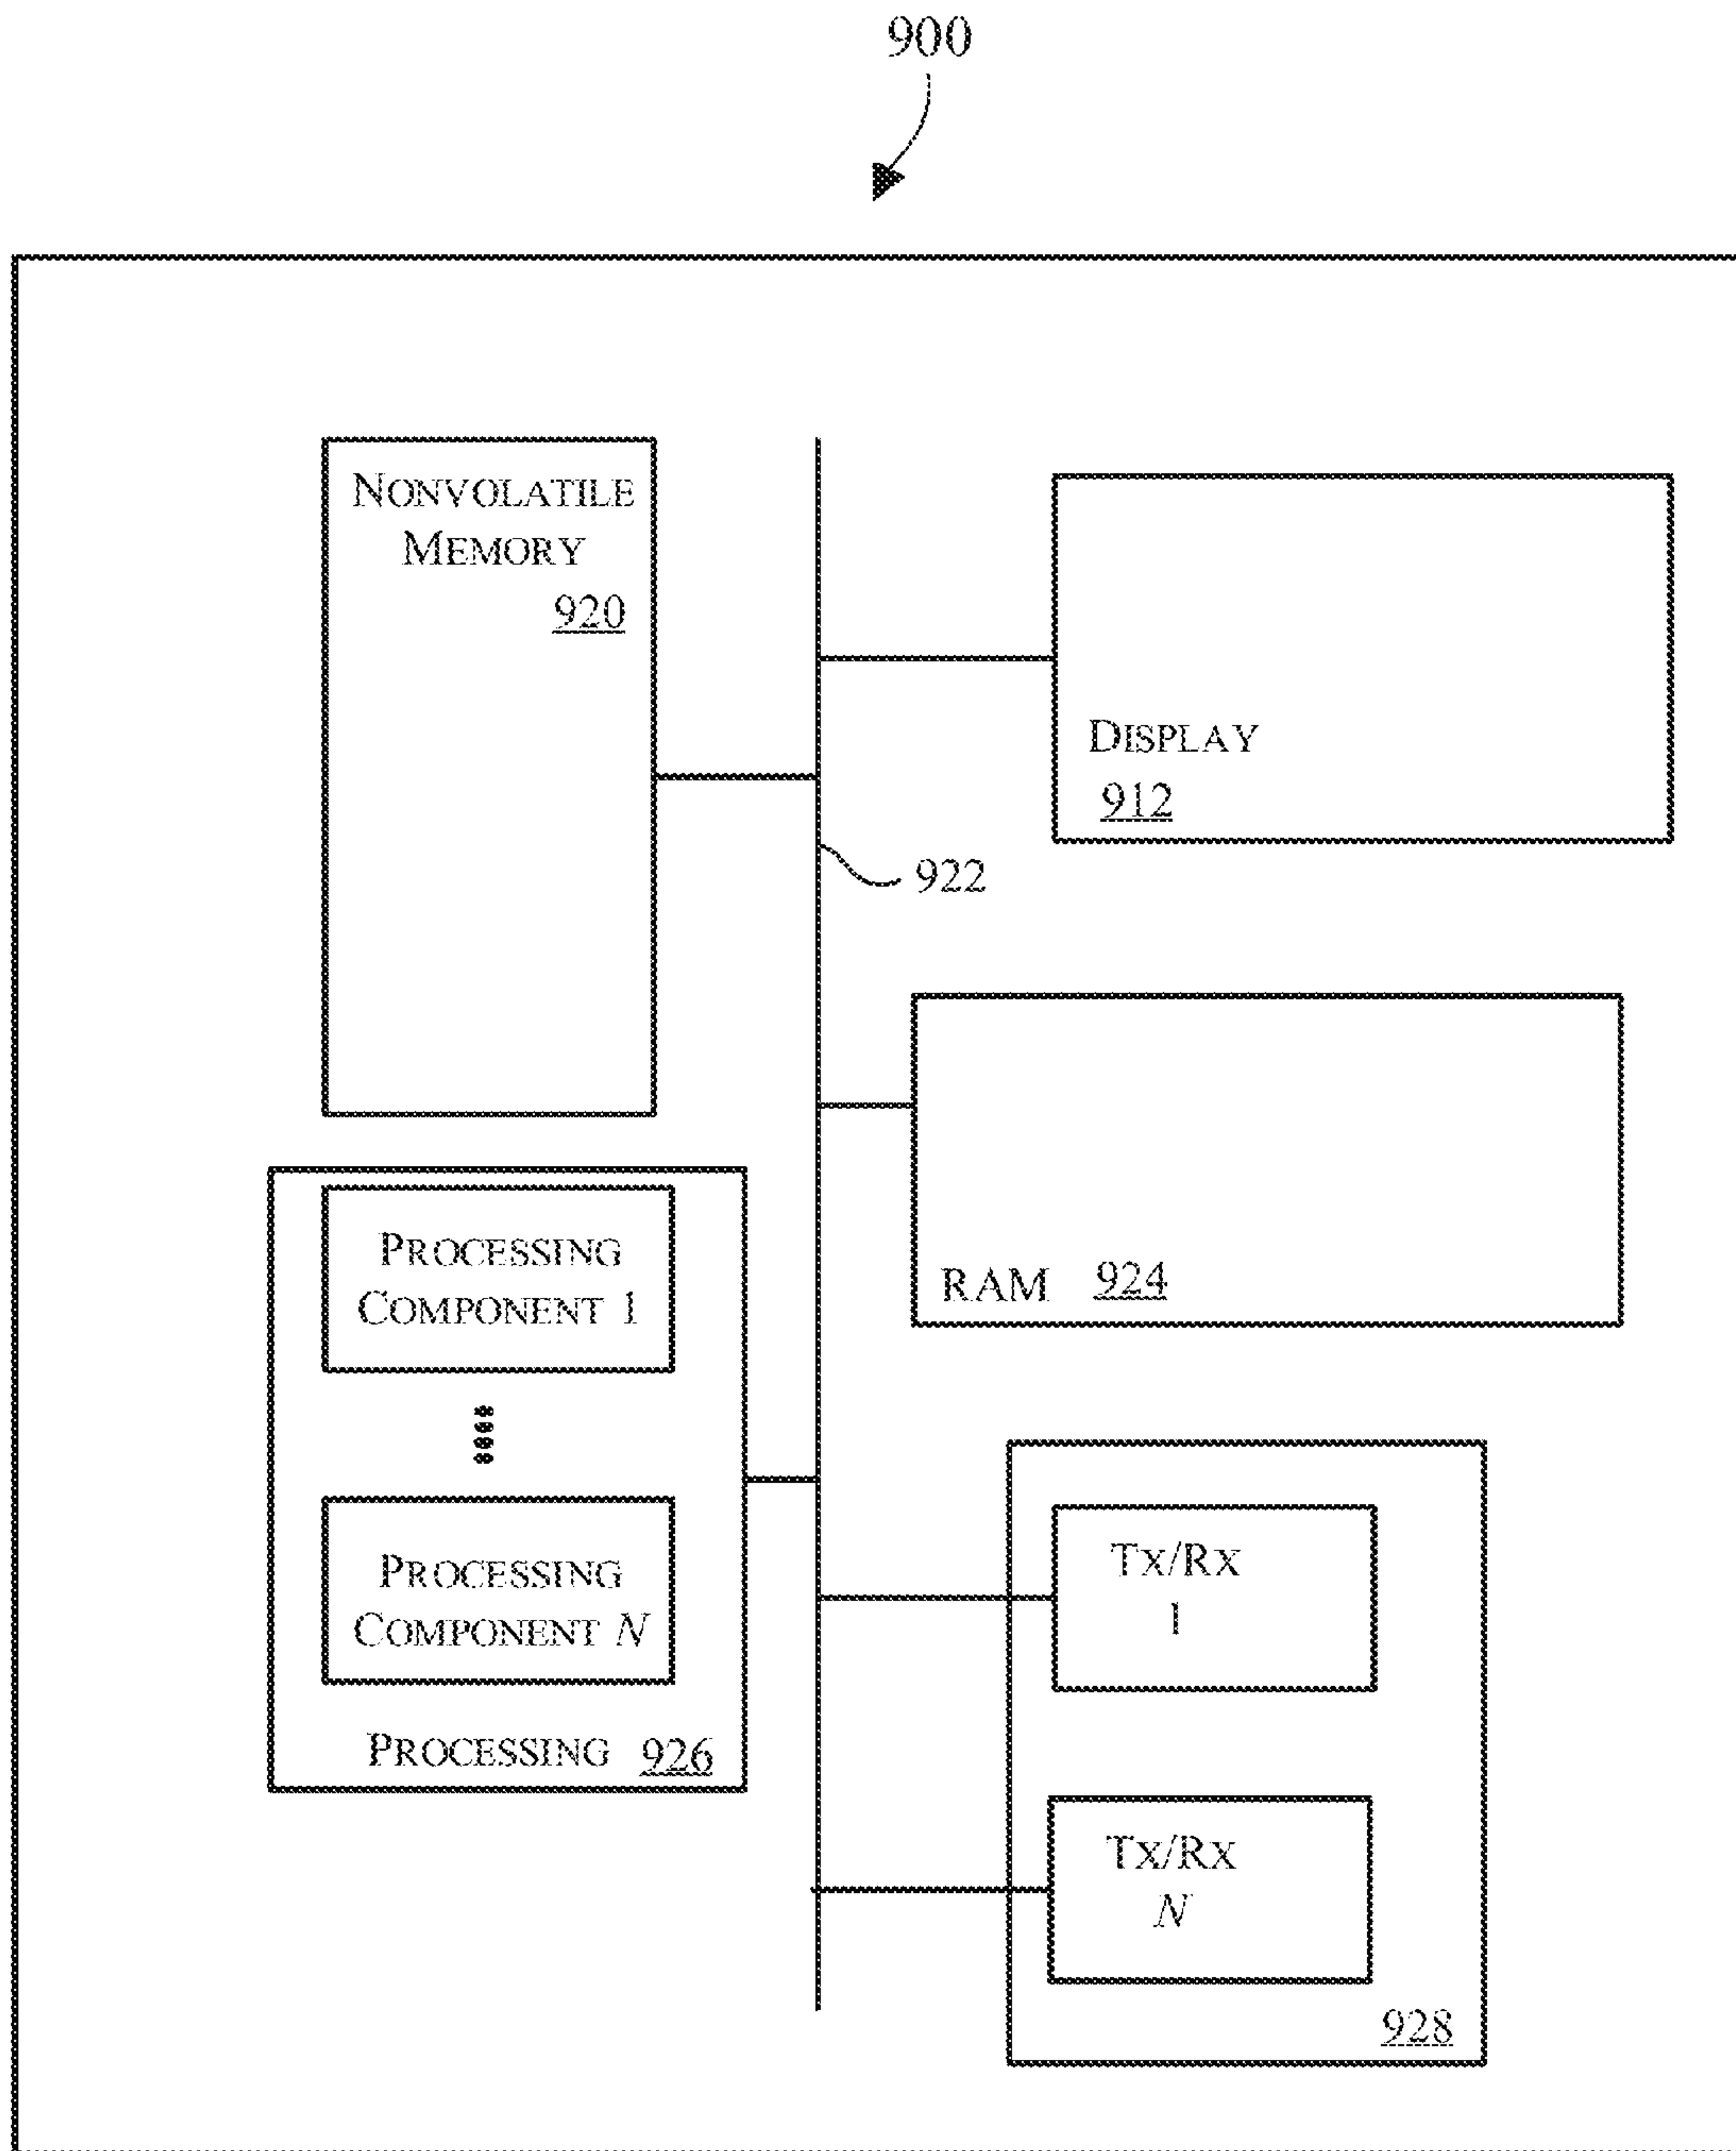 900
NONVOLATILE
MEMORY
920
DISPLAY
912
922
RAM 924
PROCESSING
COMPONENT 1
PROCESSING
COMPONENT N
PROCESSING 926
TX/RX
1
TX/RX
N
928